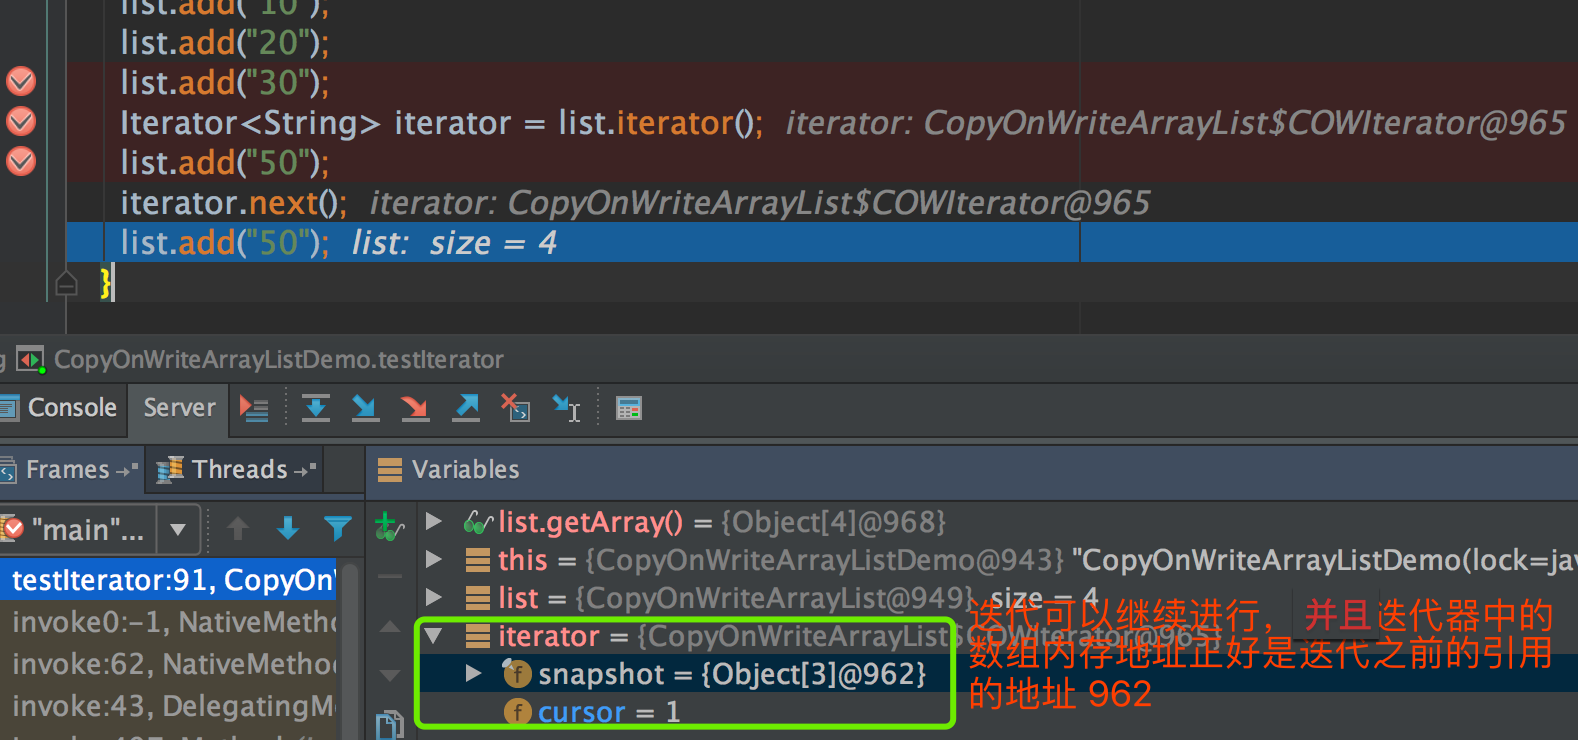 list.add("10");
list.add("20");
list.add("30");
Iterator<String> iterator = list.iterator(); iterator: CopyOnWriteArrayList$COWIterator@965
list.add("50");
iterator.next(); iterator: CopyOnWriteArrayList$COWIterator@965
list.add("50"); list: size = 4
}
CopyOnWriteArrayListDemo.testIterator
Console Server
Frames Threads Variables
"main"...
list.getArray() = {Object[4]@968}
this = {CopyOnWriteArrayListDemo@943} "CopyOnWriteArrayListDemo(lock=jav
testIterator:91, CopyOn
list = {CopyOnWriteArrayList@949} size = 4
invoke0:-1, NativeMetho
iterator = {CopyOnWriteArrayList$COWIterator@965}
invoke:62, NativeMethod
snapshot = {Object[3]@962}
invoke:43, DelegatingMe
cursor = 1
迭代可以继续进行，并且迭代器中的
数组内存地址正好是迭代之前的引用
的地址 962